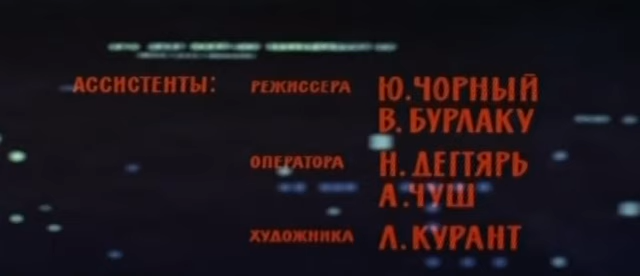 АССИСТЕНТЫ: РЕЖИССЕРА Ю. ЧОРНЫЙ
В. БУРЛАКУ
ОПЕРАТОРА Н. ДЕГТЯРЬ
А. ЧУШ
ХУДОЖНИКА Л. КУРАНТ